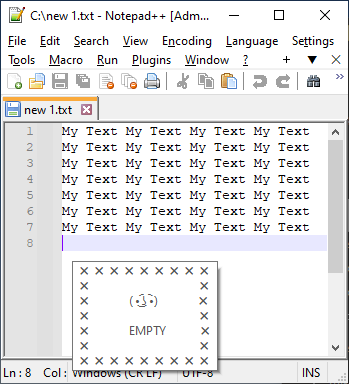 C:\new 1.txt - Notepad++ [Adm...
File Edit Search View Encoding Language Settings
Tools Macro Run Plugins Window ? + ▼ ×
new 1.txt
1 My Text My Text My Text My Text
2 My Text My Text My Text My Text
3 My Text My Text My Text My Text
4 My Text My Text My Text My Text
5 My Text My Text My Text My Text
6 My Text My Text My Text My Text
7 My Text My Text My Text My Text
8
EMPTY
Ln : 8 Col : Windows (CR LF) UTF-8 INS